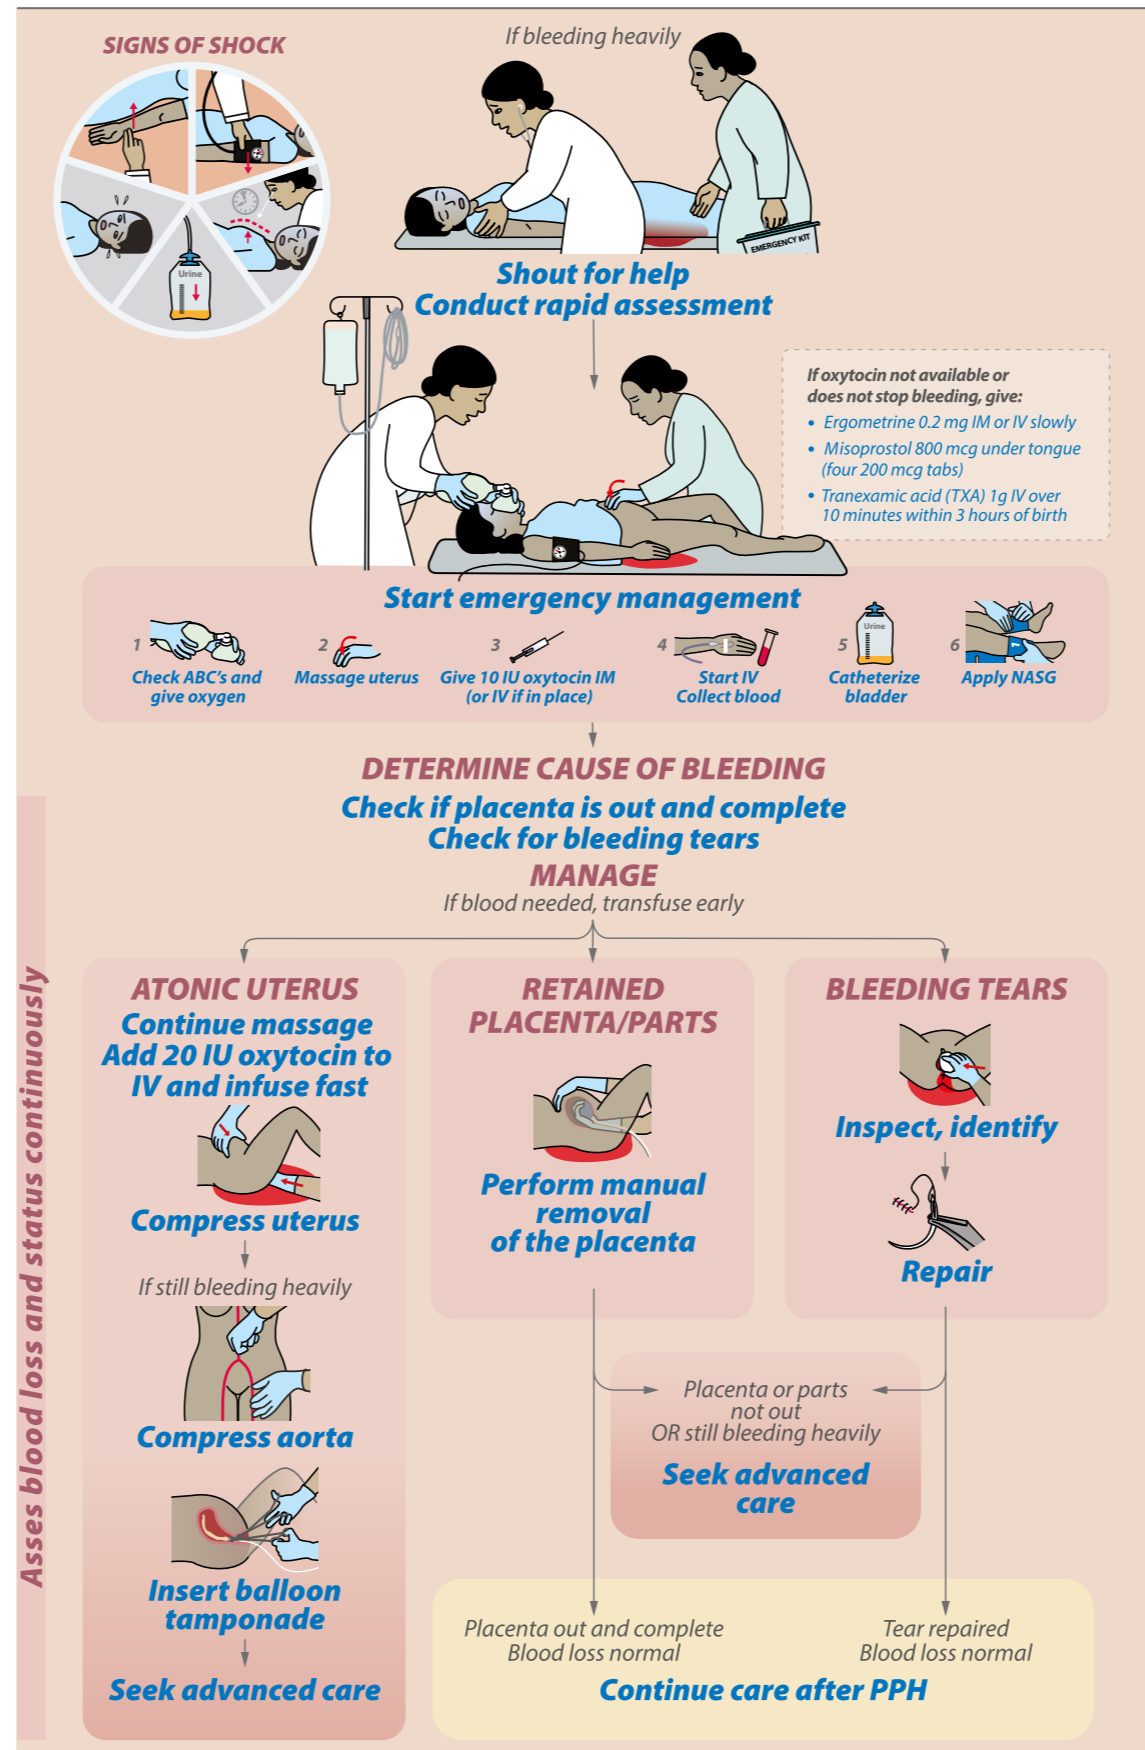 SIGNS OF SHOCK
Urine
If bleeding heavily
EMERGENCY KIT
Shout for help
Conduct rapid assessment
If oxytocin not available or
does not stop bleeding, give:
• Ergometrine 0.2 mg IM or IV slowly
• Misoprostol 800 mcg under tongue
(four 200 mcg tabs)
• Tranexamic acid (TXA) 1g IV over
10 minutes within 3 hours of birth
Start emergency management
1
Check ABC's and
give oxygen
2
Massage uterus
3
Give 10 IU oxytocin IM
(or IV if in place)
4
Start IV
Collect blood
5
Urine
Catheterize
bladder
6
1
Apply NASG
DETERMINE CAUSE OF BLEEDING
Check if placenta is out and complete
Check for bleeding tears
MANAGE
If blood needed, transfuse early
Asses blood loss and status continuously
ATONIC UTERUS
Continue massage
Add 20 IU oxytocin to
IV and infuse fast
Compress uterus
If still bleeding heavily
Compress aorta
Insert balloon
tamponade
Seek advanced care
RETAINED
PLACENTA/PARTS
Perform manual
removal
of the placenta
BLEEDING TEARS
Inspect, identify
Repair
Placenta or parts
not out
OR still bleeding heavily
Seek advanced
care
Placenta out and complete
Blood loss normal
Tear repaired
Blood loss normal
Continue care after PPH